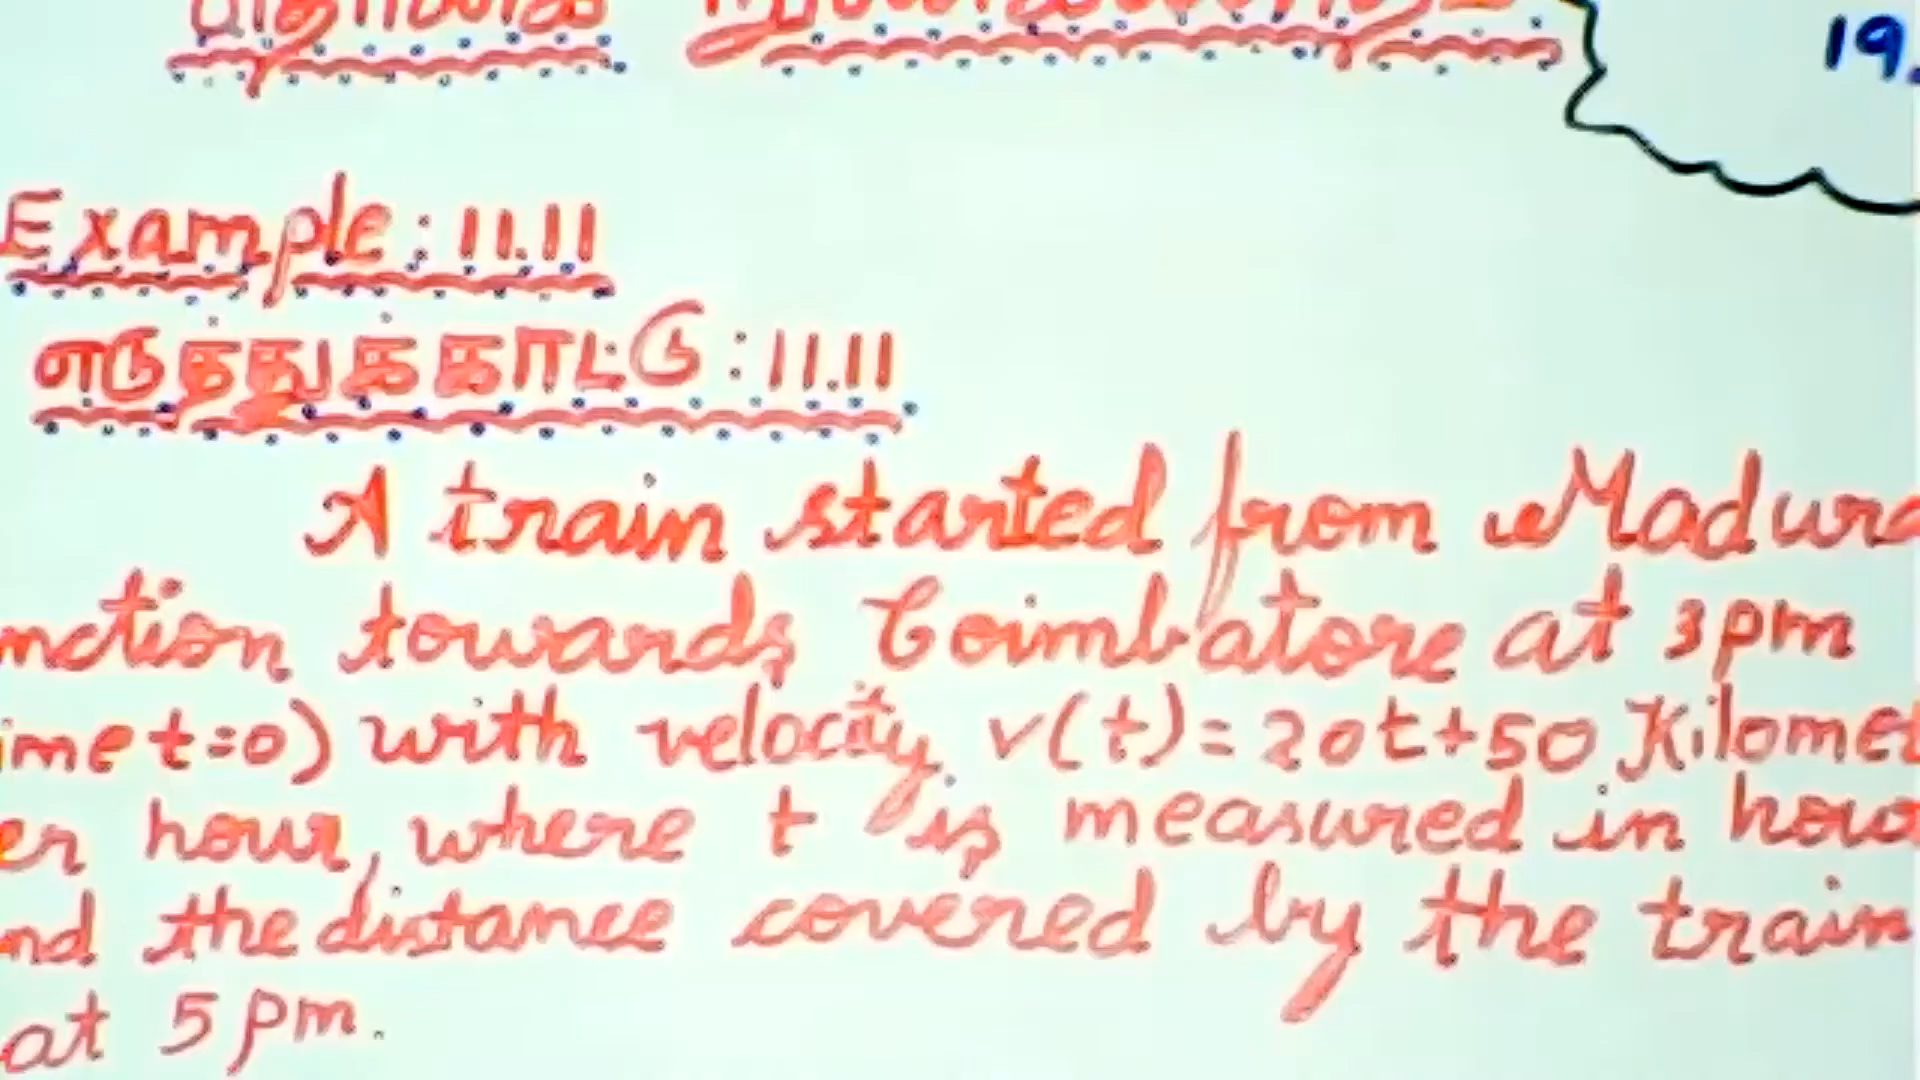 19.
Example: 11.11
எடுத்துக்காட்டு: 11.11
A train started from Madura
nction towards Coimbatore at 3pm
ime t=0) with velocity v(t)=20t+50 Kilomet
er hour, where t is measured in hou
nd the distance covered by the train
at 5pm.